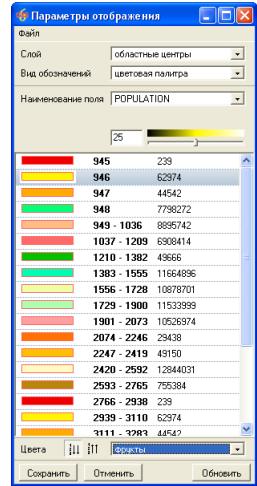 Параметры отображения
Файл
Слой областные центры
Вид обозначений цветовая палитра
Наименование поля POPULATION
25
945 239
946 62974
947 44542
948 7798272
949 - 1036 8895742
1037 - 1209 6908414
1210 - 1382 49666
1383 - 1555 11664896
1556 - 1728 10878701
1729 - 1900 11533999
1901 - 2073 10526974
2074 - 2246 29438
2247 - 2419 49150
2420 - 2592 12844031
2593 - 2765 755384
2766 - 2938 239
2939 - 3110 62974
3111 - 3283 44542
Цвета Фрукты
Сохранить Отменить Обновить